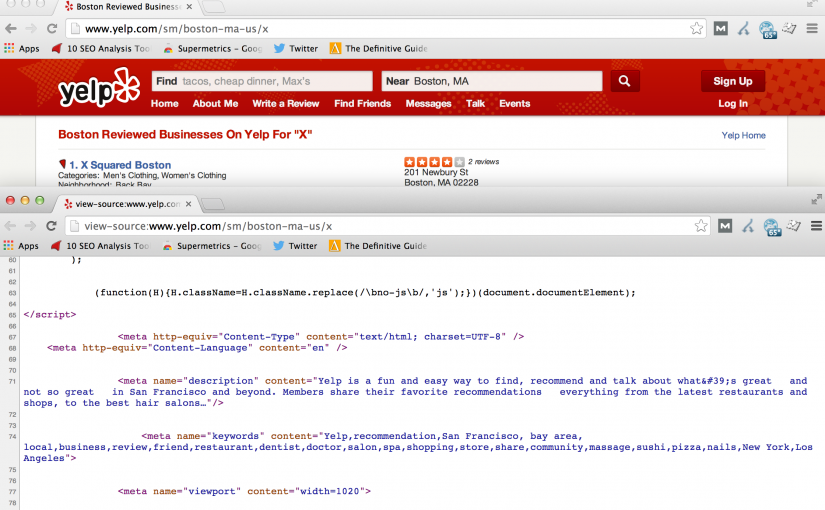 Boston Reviewed Businesses
www.yelp.com/sm/boston-ma-us/x
Apps 10 SEO Analysis Too Supermetrics – Goog Twitter The Definitive Guide
yelp Find tacos, cheap dinner, Max's Near Boston, MA Sign Up
Home About Me Write a Review Find Friends Messages Talk Events Log In
Boston Reviewed Businesses On Yelp For "X" Yelp Home
1. X Squared Boston 2 reviews
Categories: Men's Clothing, Women's Clothing 201 Newbury St
Neighborhood: Back Bay Boston, MA 02228
view-source:www.yelp.com
view-source:www.yelp.com/sm/boston-ma-us/x
Apps 10 SEO Analysis Too Supermetrics – Goog Twitter The Definitive Guide
60 );
61
62
63 (function(H){H.className=H.className.replace(/\bno-js\b/,'js');})(document.documentElement);
64
65 </script>
66
67 <meta http-equiv="Content-Type" content="text/html; charset=UTF-8" />
68 <meta http-equiv="Content-Language" content="en" />
69
70
71 <meta name="description" content="Yelp is a fun and easy way to find, recommend and talk about what&#39;s great and
not so great in San Francisco and beyond. Members share their favorite recommendations everything from the latest restaurants and
shops, to the best hair salons…"/>
72
73
74 <meta name="keywords" content="Yelp,recommendation,San Francisco, bay area,
local,business,review,friend,restaurant,dentist,doctor,salon,spa,shopping,store,share,community,massage,sushi,pizza,nails,New York,Los
Angeles">
75
76
77 <meta name="viewport" content="width=1020">
78